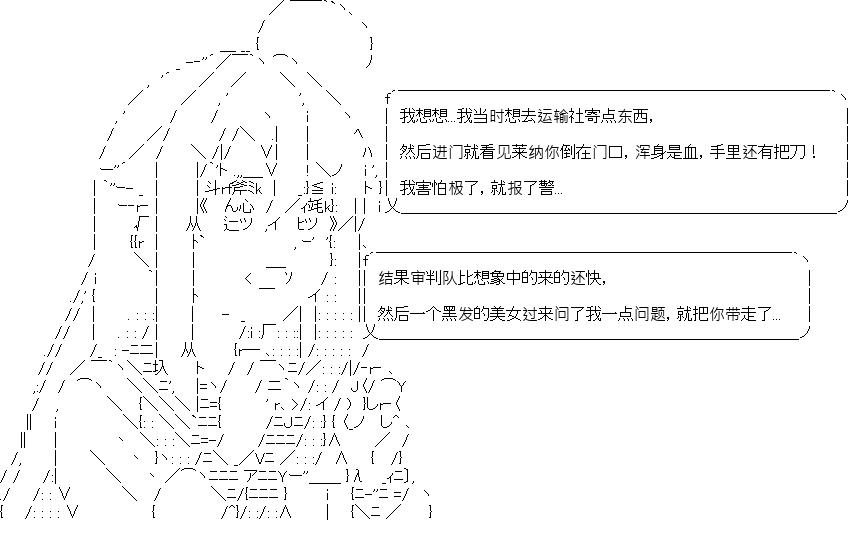 我想想...我当时想去运输社寄点东西，
然后进门就看见莱纳你倒在门口，浑身是血，手里还有把刀！
我害怕极了，就报了警...
结果审判队比想象中的来的还快，
然后一个黑发的美女过来问了我一点问题，就把你带走了...